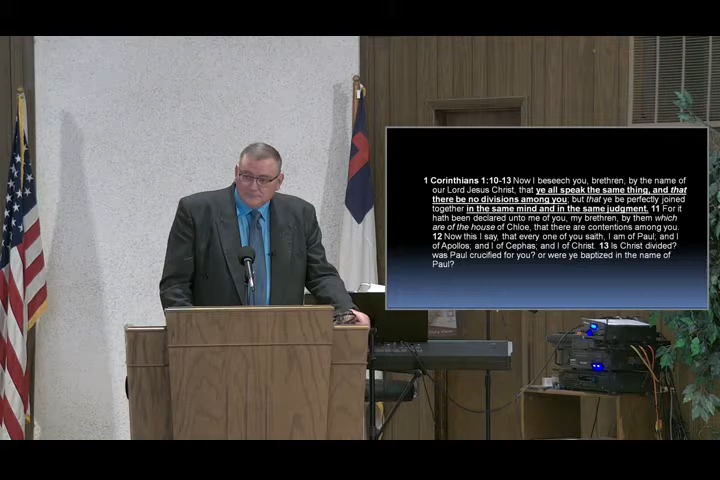 1 Corinthians 1:10-13 Now I beseech you, brethren, by the name of
our Lord Jesus Christ, that ye all speak the same thing, and that
there be no divisions among you; but that ye be perfectly joined
together in the same mind and in the same judgment. 11 For it
hath been declared unto me of you, my brethren, by them which
are of the house of Chloe, that there are contentions among you.
12 Now this I say, that every one of you saith, I am of Paul; and I
of Apollos; and I of Cephas; and I of Christ. 13 Is Christ divided?
was Paul crucified for you? or were ye baptized in the name of
Paul?